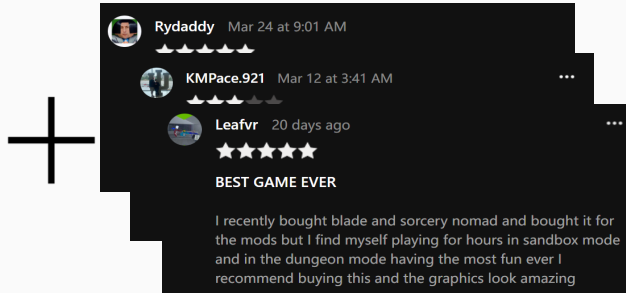 Rydaddy Mar 24 at 9:01 AM
KMPace.921 Mar 12 at 3:41 AM
Leafvr 20 days ago
BEST GAME EVER
I recently bought blade and sorcery nomad and bought it for
the mods but I find myself playing for hours in sandbox mode
and in the dungeon mode having the most fun ever I
recommend buying this and the graphics look amazing